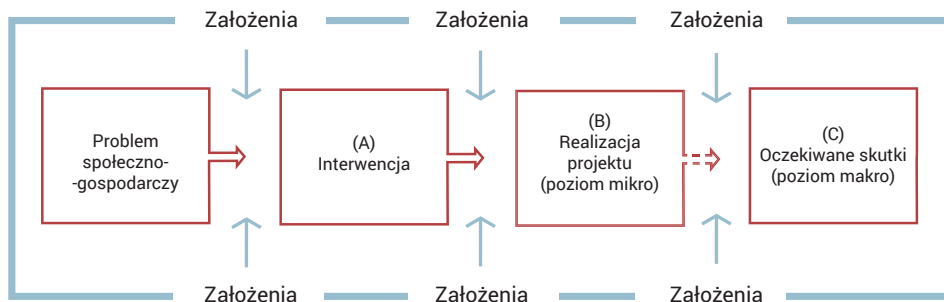 Założenia
Założenia
Założenia
Problem
społeczno-
-gospodarczy
(A)
Interwencja
(B)
Realizacja
projektu
(poziom mikro)
(C)
Oczekiwane skutki
(poziom makro)
Założenia
Założenia
Założenia